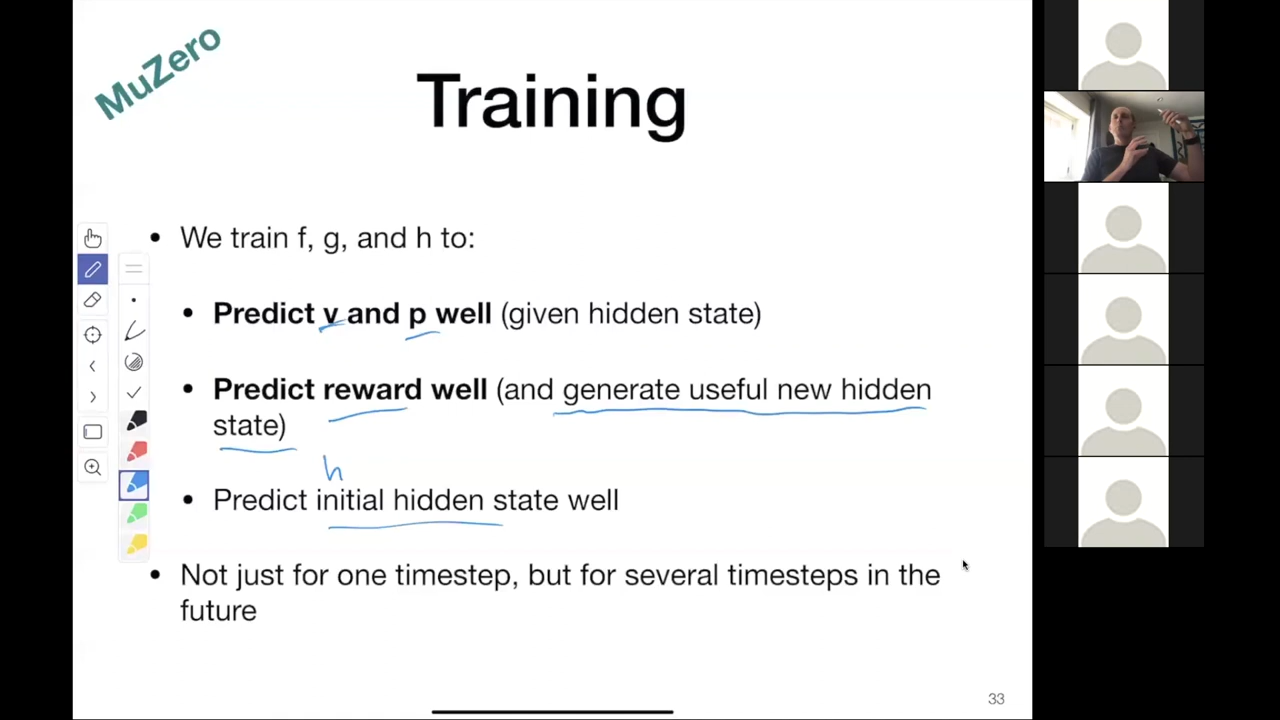 MuZero
Training
• We train f, g, and h to:
• Predict v and p well (given hidden state)
• Predict reward well (and generate useful new hidden
state)
h
• Predict initial hidden state well
• Not just for one timestep, but for several timesteps in the
future
33